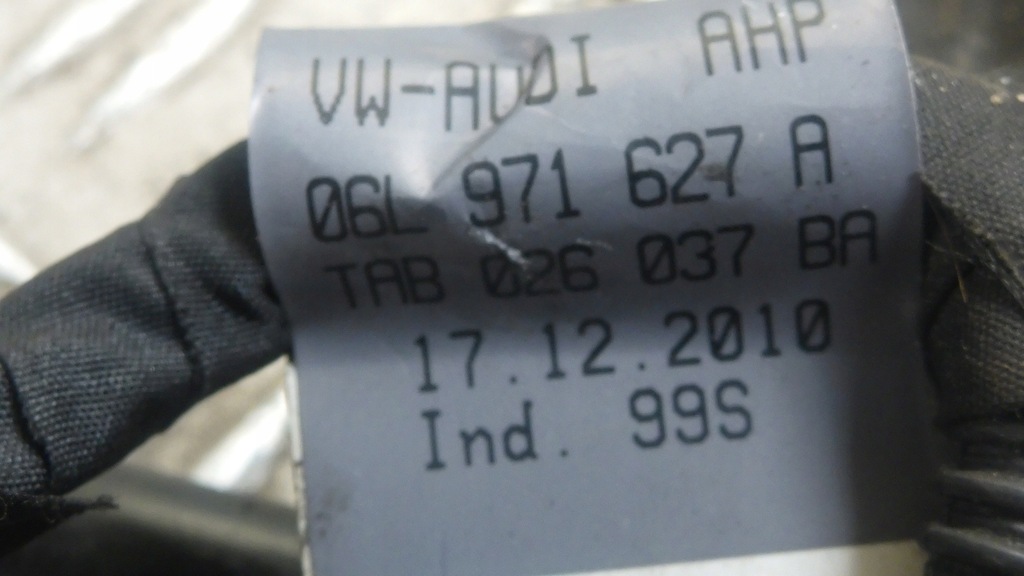 VW-AUDI AHP
06L 971 627 A
TAB 026 037 BA
17.12.2010
Ind. 99S